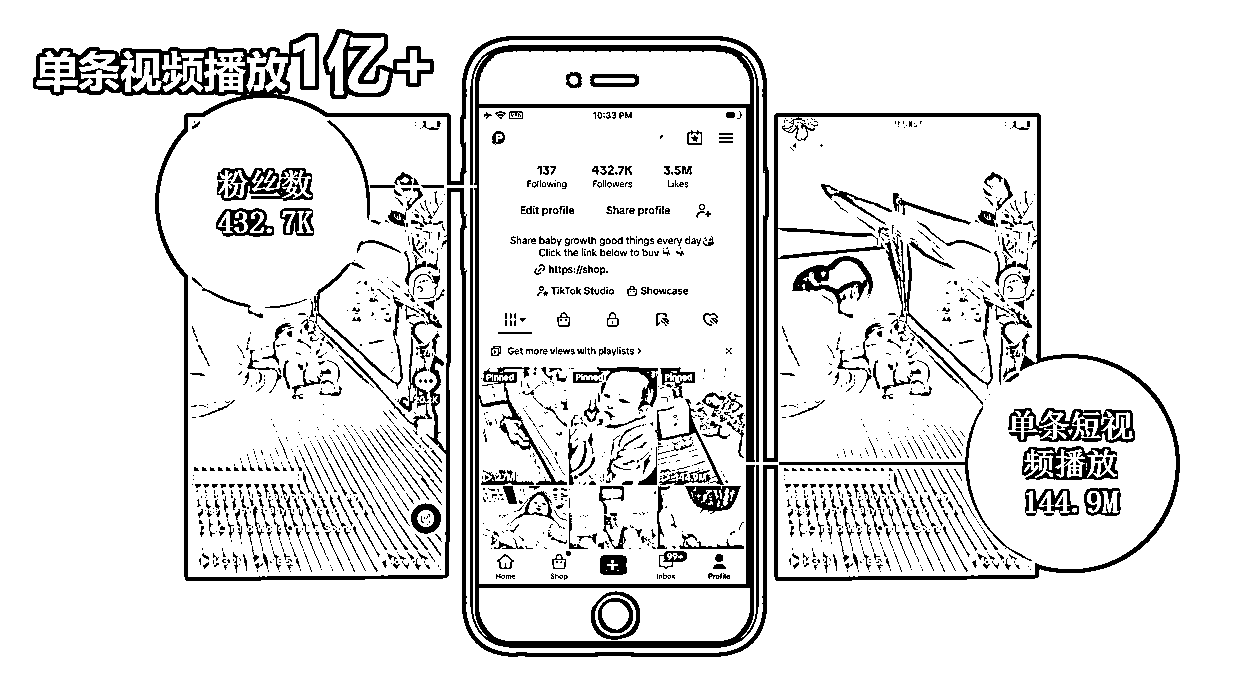 单条视频播放1亿+
粉丝数
432.7K
10:33 PM
137
Following
432.7K
Followers
3.5M
Likes
Edit profile
Share profile
Share baby growth good things every day
Click the link below to buy
https://shop.
TikTok Studio
Showcase
Get more views with playlists >
Pinned
Pinned
Pinned
Home
Shop
99+
Inbox
Profile
单条短视
频播放
144.9M